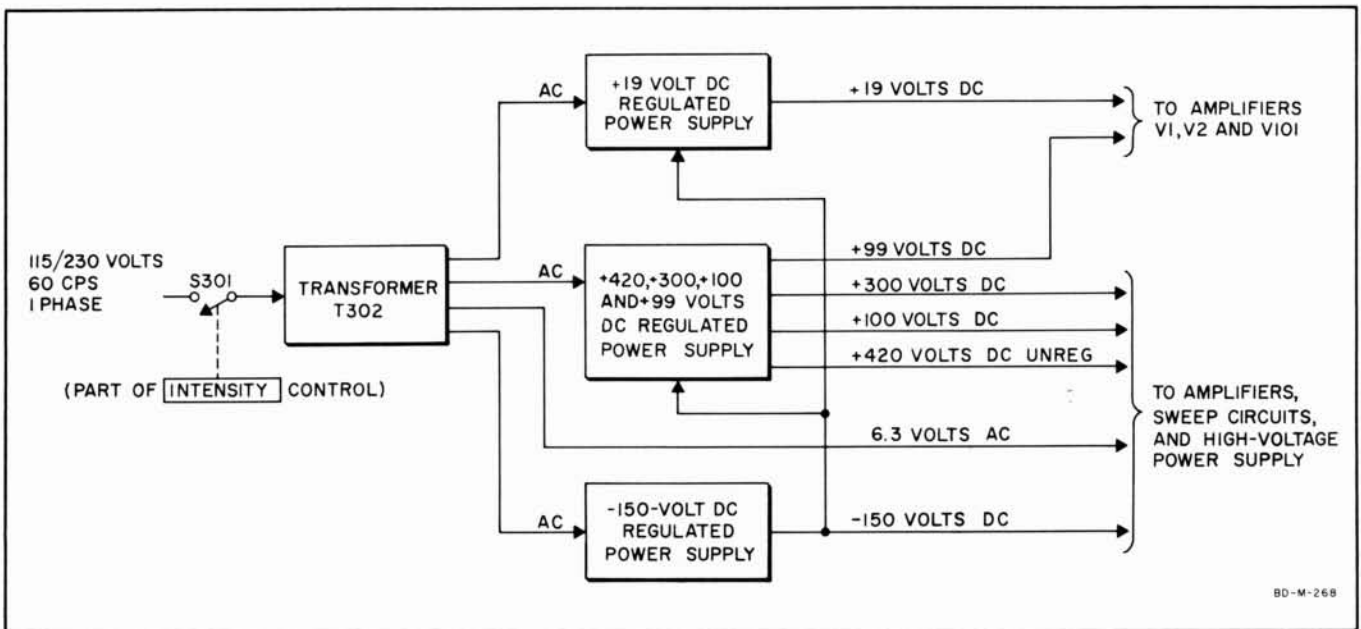 115/230 VOLTS
60 CPS
1 PHASE
S301
(PART OF INTENSITY CONTROL)
TRANSFORMER
T302
AC
+19 VOLT DC
REGULATED
POWER SUPPLY
+19 VOLTS DC
TO AMPLIFIERS
V1,V2 AND V101
AC
+420,+300,+100
AND+99 VOLTS
DC REGULATED
POWER SUPPLY
+99 VOLTS DC
+300 VOLTS DC
+100 VOLTS DC
+420 VOLTS DC UNREG
6.3 VOLTS AC
TO AMPLIFIERS,
SWEEP CIRCUITS,
AND HIGH-VOLTAGE
POWER SUPPLY
AC
-150-VOLT DC
REGULATED
POWER SUPPLY
-150 VOLTS DC
BD-M-268